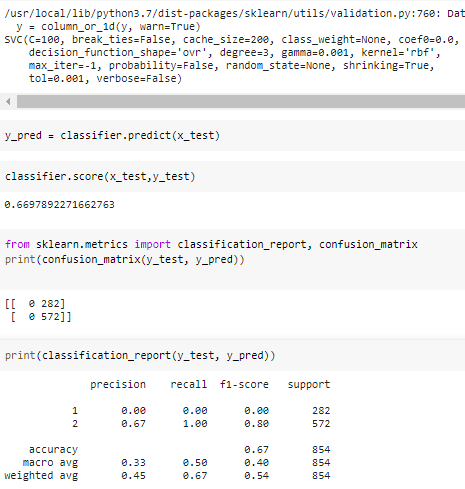 /usr/local/lib/python3.7/dist-packages/sklearn/utils/validation.py:760: Dat
y = column_or_1d(y, warn=True)
SVC(C=100, break_ties=False, cache_size=200, class_weight=None, coef0=0.0,
decision_function_shape='ovr', degree=3, gamma=0.001, kernel='rbf',
max_iter=-1, probability=False, random_state=None, shrinking=True,
tol=0.001, verbose=False)
y_pred = classifier.predict(x_test)
classifier.score(x_test,y_test)
0.6697892271662763
from sklearn.metrics import classification_report, confusion_matrix
print(confusion_matrix(y_test, y_pred))
[[  0 282]
[  0 572]]
print(classification_report(y_test, y_pred))
precision recall f1-score support
1 0.00 0.00 0.00 282
2 0.67 1.00 0.80 572
accuracy 0.67 854
macro avg 0.33 0.50 0.40 854
weighted avg 0.45 0.67 0.54 854